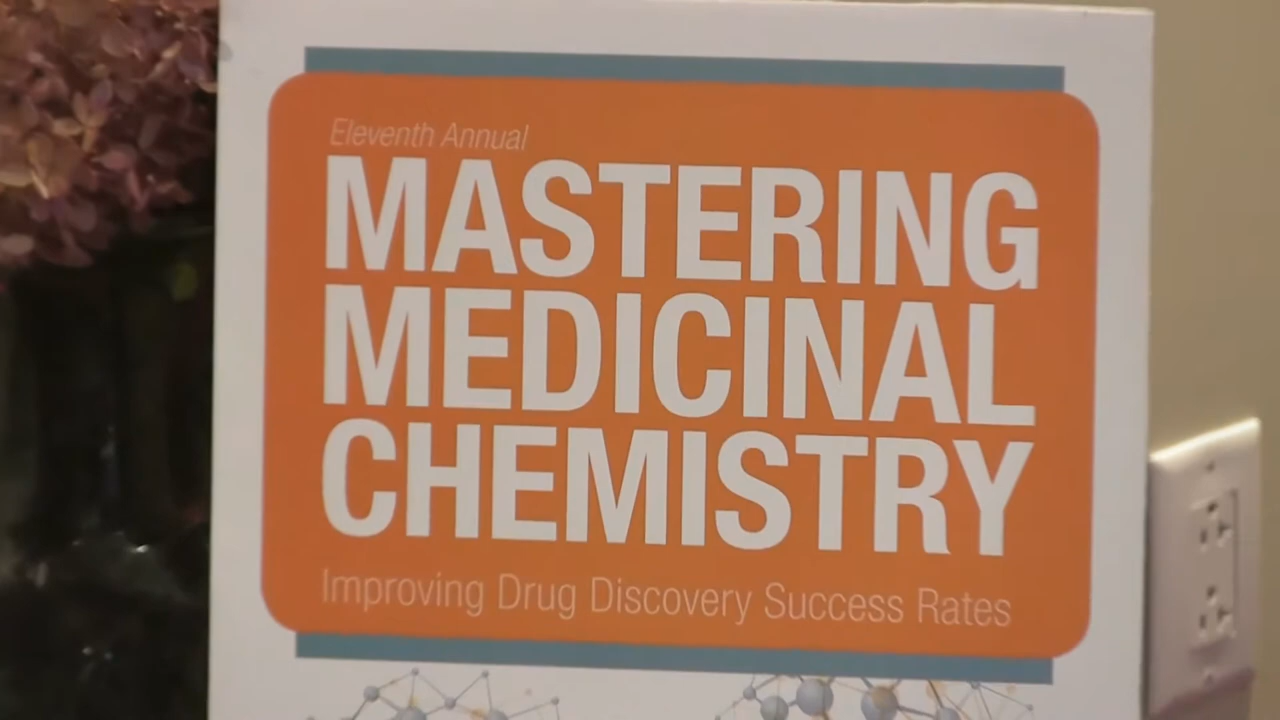 Eleventh Annual
MASTERING
MEDICINAL
CHEMISTRY
Improving Drug Discovery Success Rates